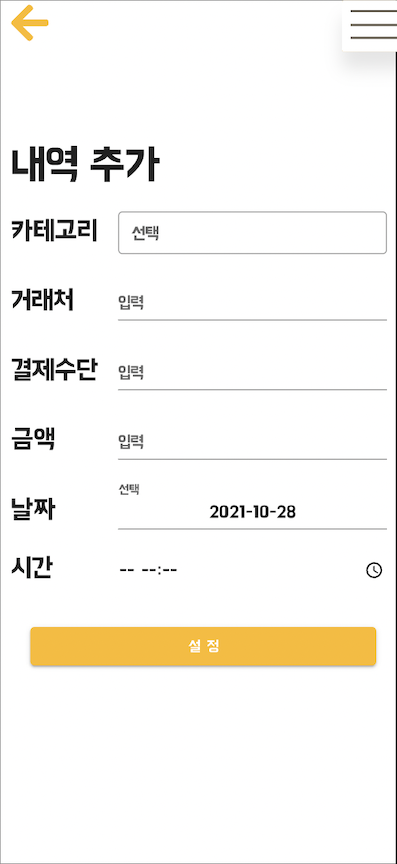 내역 추가
카테고리 선택
거래처 입력
결제수단 입력
금액 입력
선택
날짜 2021-10-28
시간 -- --:--
설 정